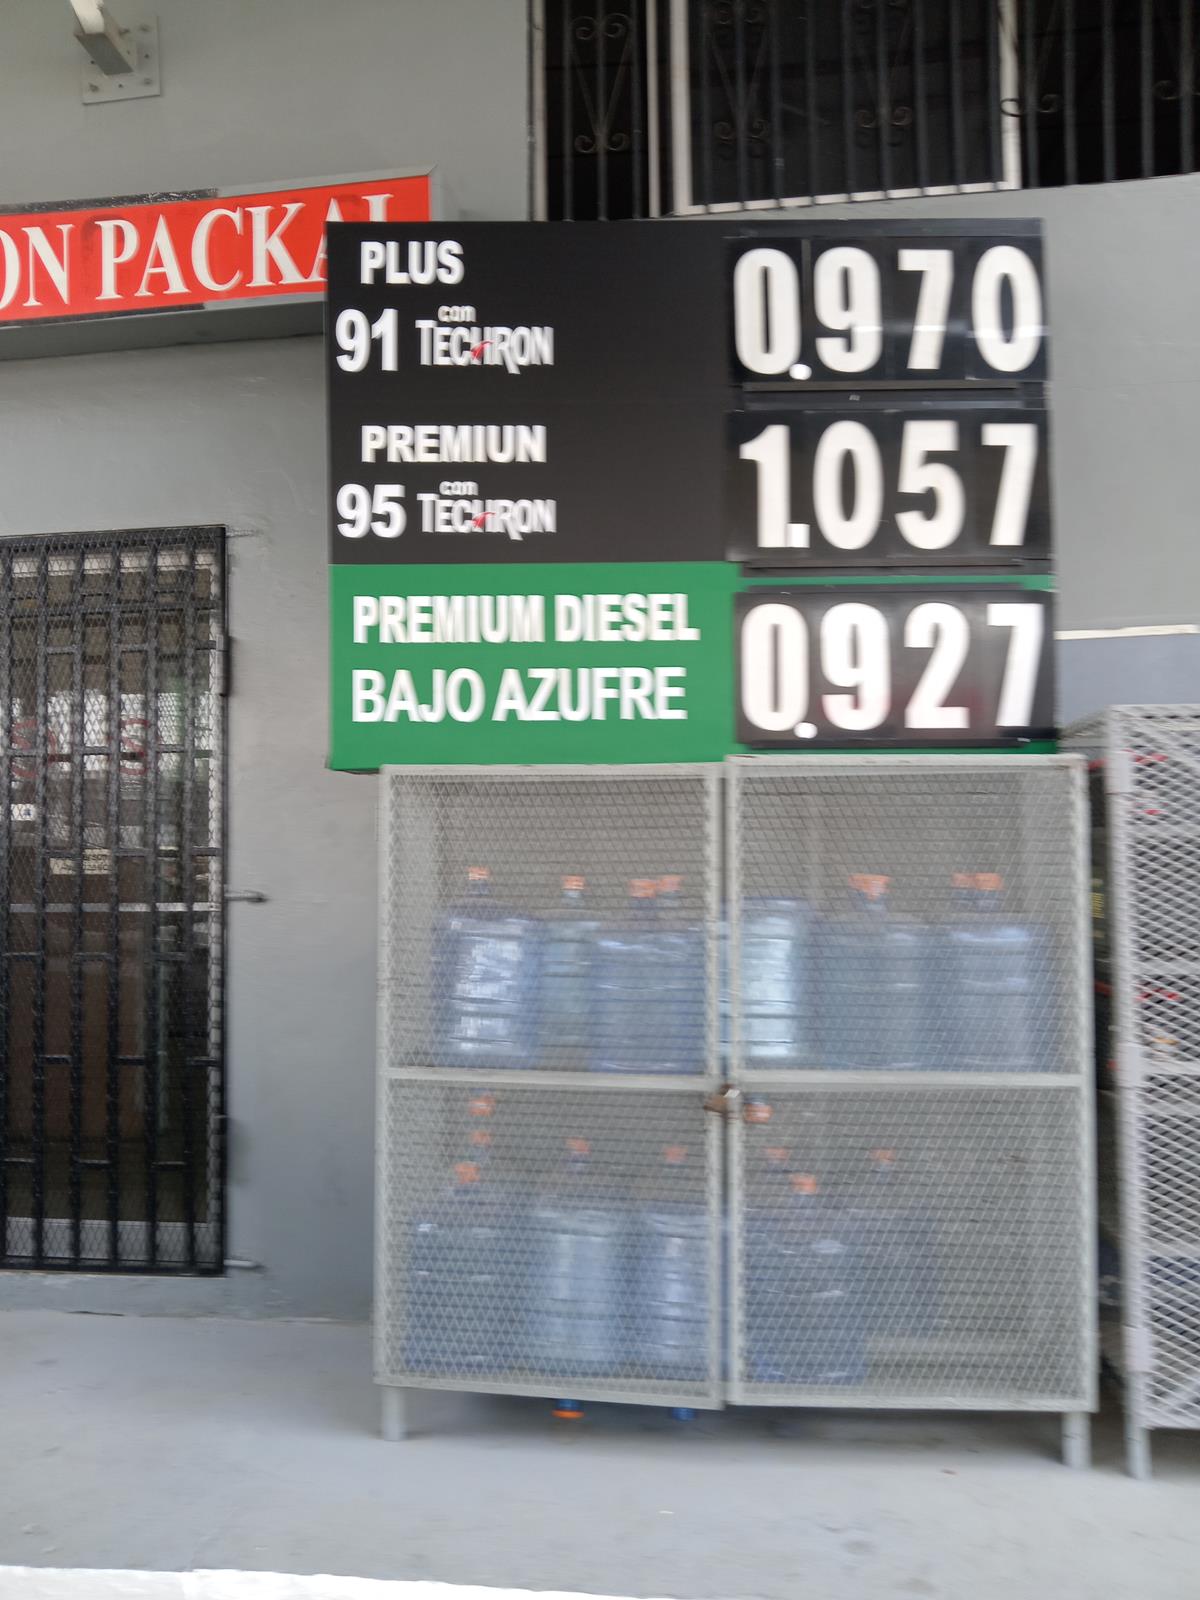 ON PACKAL
PLUS
91 con TECHRON
0.970
PREMIUN
95 con TECHRON
1.057
PREMIUM DIESEL
BAJO AZUFRE
0.927